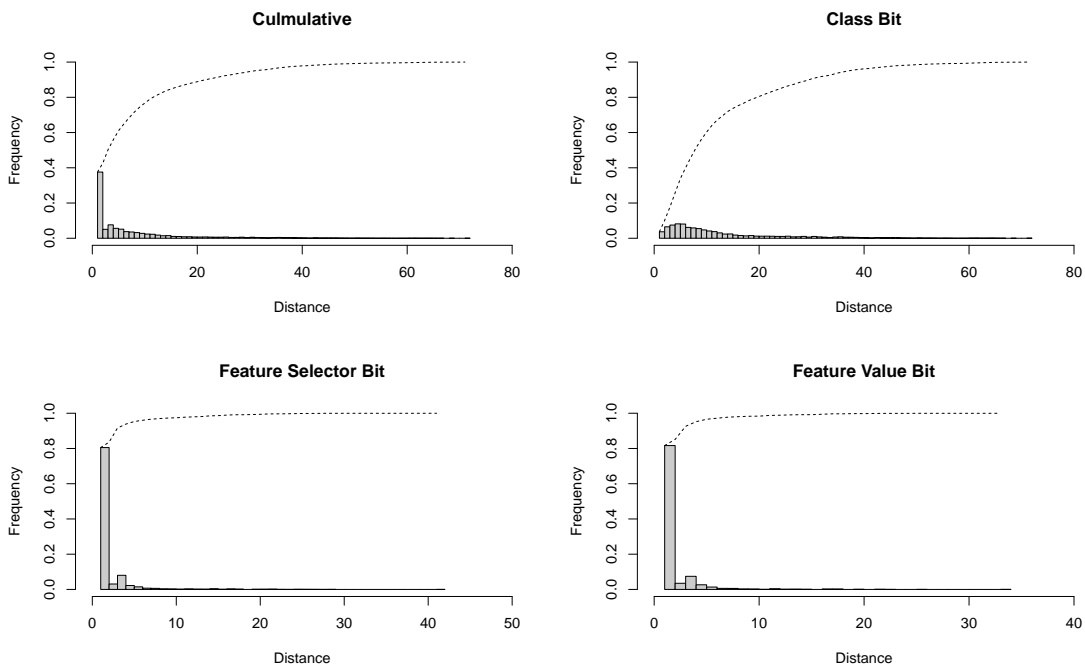 Culmulative
Frequency
0.0 0.2 0.4 0.6 0.8 1.0
0 20 40 60 80
Distance
Class Bit
Frequency
0.0 0.2 0.4 0.6 0.8 1.0
0 20 40 60 80
Distance
Feature Selector Bit
Frequency
0.0 0.2 0.4 0.6 0.8 1.0
0 10 20 30 40 50
Distance
Feature Value Bit
Frequency
0.0 0.2 0.4 0.6 0.8 1.0
0 10 20 30 40
Distance